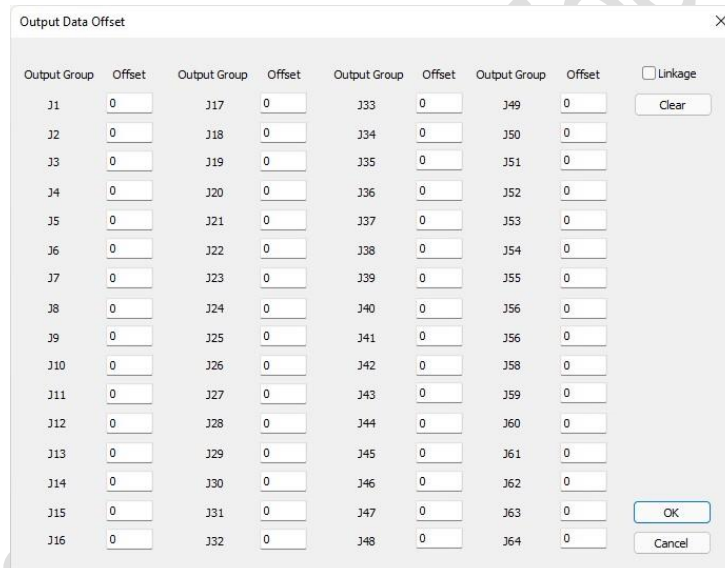 Output Data Offset
Output Group Offset Output Group Offset Output Group Offset Output Group Offset Linkage
J1 0 J17 0 J33 0 J49 0 Clear
J2 0 J18 0 J34 0 J50 0
J3 0 J19 0 J35 0 J51 0
J4 0 J20 0 J36 0 J52 0
J5 0 J21 0 J37 0 J53 0
J6 0 J22 0 J38 0 J54 0
J7 0 J23 0 J39 0 J55 0
J8 0 J24 0 J40 0 J56 0
J9 0 J25 0 J41 0 J56 0
J10 0 J26 0 J42 0 J58 0
J11 0 J27 0 J43 0 J59 0
J12 0 J28 0 J44 0 J60 0
J13 0 J29 0 J45 0 J61 0
J14 0 J30 0 J46 0 J62 0
J15 0 J31 0 J47 0 J63 0 OK
J16 0 J32 0 J48 0 J64 0 Cancel